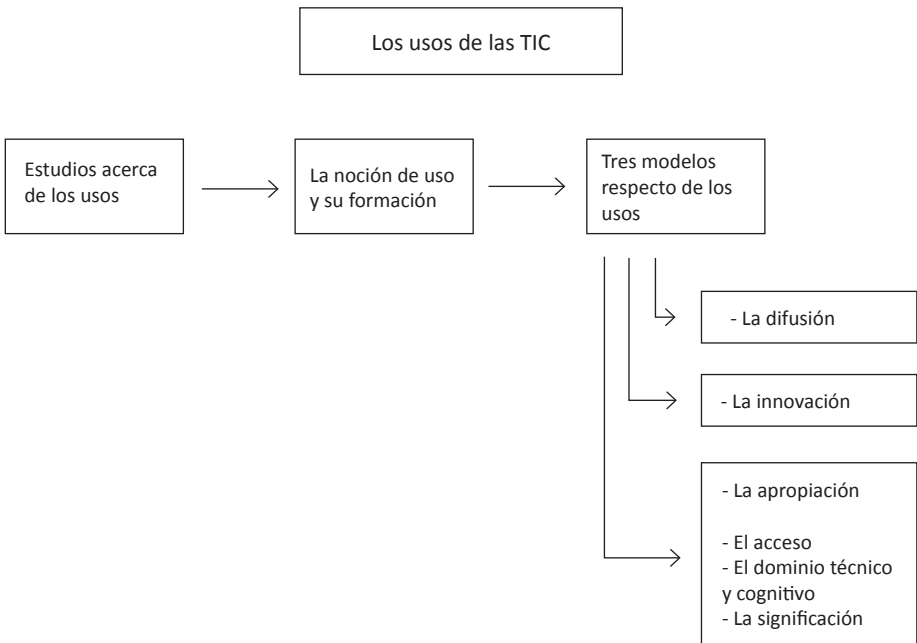 Los usos de las TIC
Estudios acerca
de los usos
La noción de uso
y su formación
Tres modelos
respecto de los
usos
- La difusión
- La innovación
- La apropiación
- El acceso
- El dominio técnico
y cognitivo
- La significación